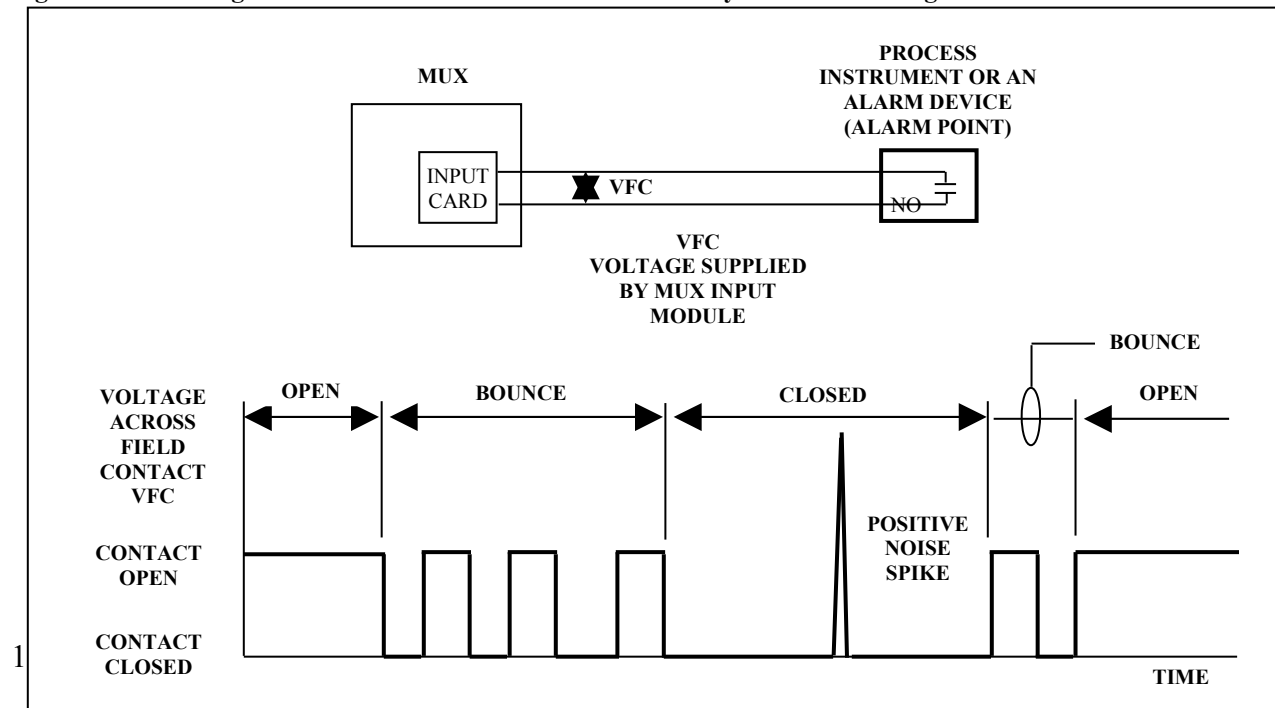 MUX
PROCESS
INSTRUMENT OR AN
ALARM DEVICE
(ALARM POINT)
INPUT
CARD
VFC
NO
VFC
VOLTAGE SUPPLIED
BY MUX INPUT
MODULE
BOUNCE
VOLTAGE
ACROSS
FIELD
CONTACT
VFC
OPEN
BOUNCE
CLOSED
OPEN
CONTACT
OPEN
POSITIVE
NOISE
SPIKE
CONTACT
CLOSED
TIME
1